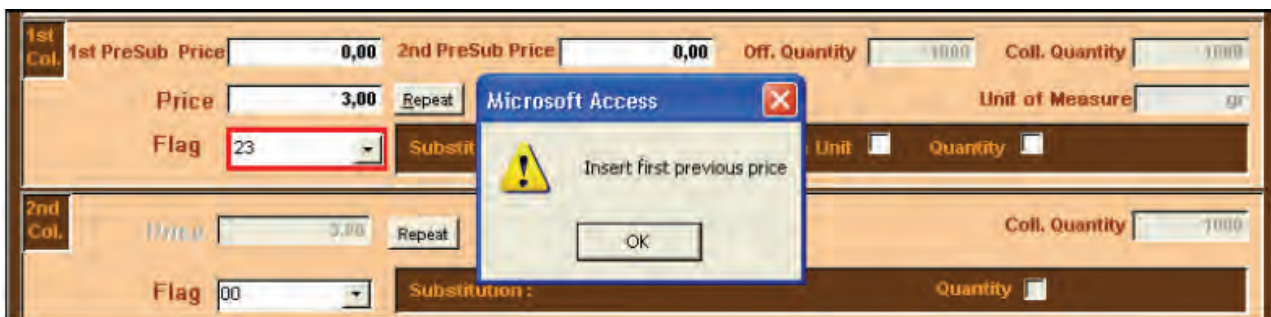 1st Col. 1st PreSub Price 0,00 2nd PreSub Price 0,00 Off. Quantity 1000 Coll. Quantity 1000
Price 3,00 Repeat Unit of Measure gr
Flag 23 Substit Unit Quantity
Microsoft Access
Insert first previous price
OK
2nd Col. Price 3,00 Repeat Coll. Quantity 1000
Flag 00 Substitution: Quantity